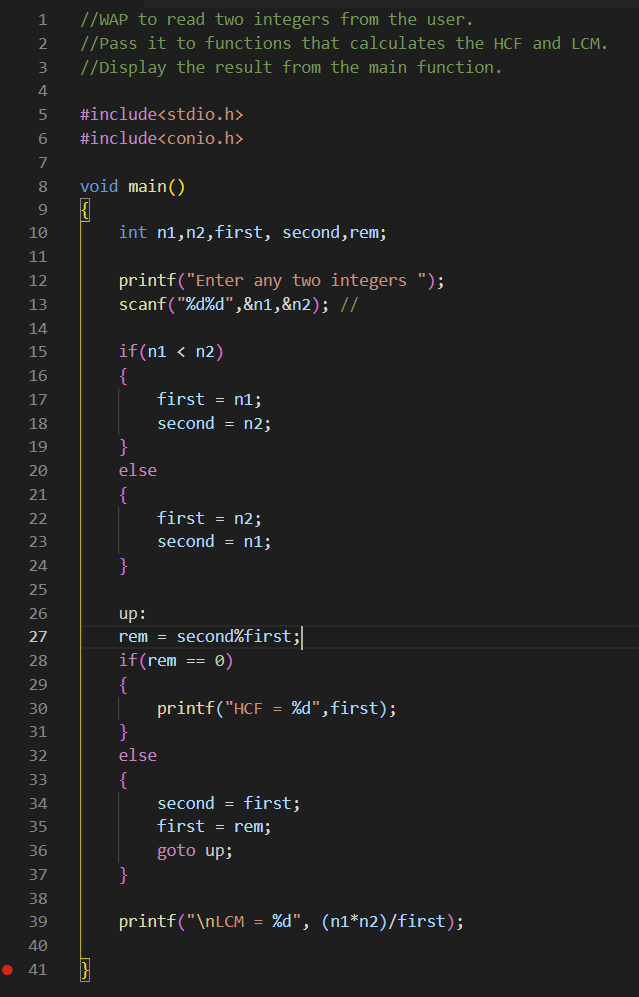 1 //WAP to read two integers from the user.
2 //Pass it to functions that calculates the HCF and LCM.
3 //Display the result from the main function.
4
5 #include<stdio.h>
6 #include<conio.h>
7
8 void main()
9 {
10     int n1,n2,first, second,rem;
11
12     printf("Enter any two integers ");
13     scanf("%d%d",&n1,&n2); //
14
15     if(n1 < n2)
16     {
17         first = n1;
18         second = n2;
19     }
20     else
21     {
22         first = n2;
23         second = n1;
24     }
25
26     up:
27     rem = second%first;
28     if(rem == 0)
29     {
30         printf("HCF = %d",first);
31     }
32     else
33     {
34         second = first;
35         first = rem;
36         goto up;
37     }
38
39     printf("\nLCM = %d", (n1*n2)/first);
40
41 }